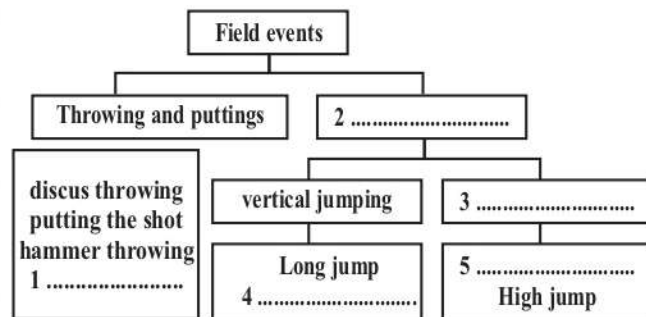 Field events
Throwing and puttings
2 ..............................
discus throwing
putting the shot
hammer throwing
1 ..........................
vertical jumping
3 ..............................
Long jump
4 ..............................
5 ..............................
High jump